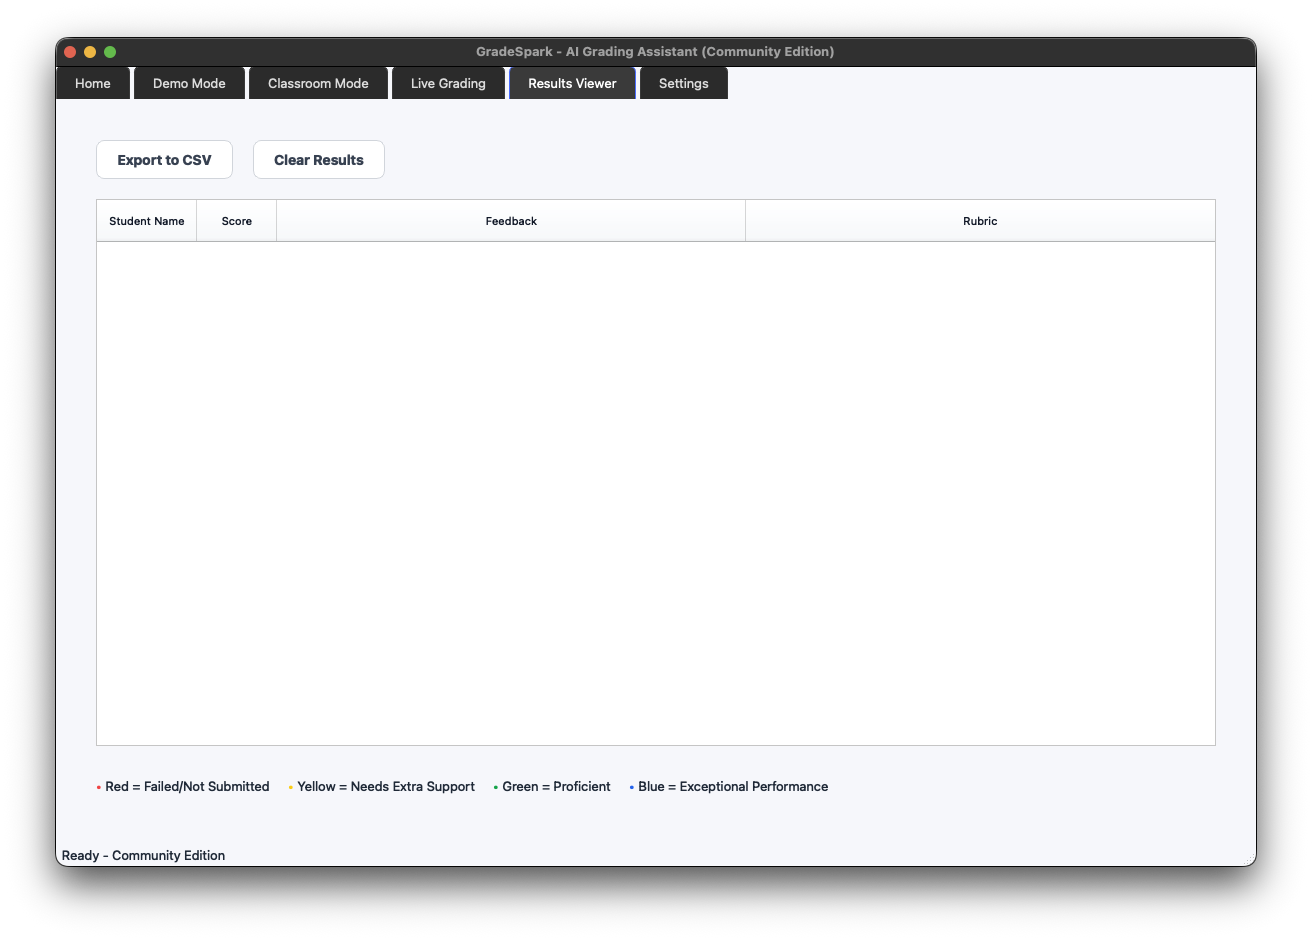 GradeSpark - AI Grading Assistant (Community Edition)
Home Demo Mode Classroom Mode Live Grading Results Viewer Settings
Export to CSV Clear Results
Student Name Score Feedback Rubric
• Red = Failed/Not Submitted • Yellow = Needs Extra Support • Green = Proficient • Blue = Exceptional Performance
Ready - Community Edition